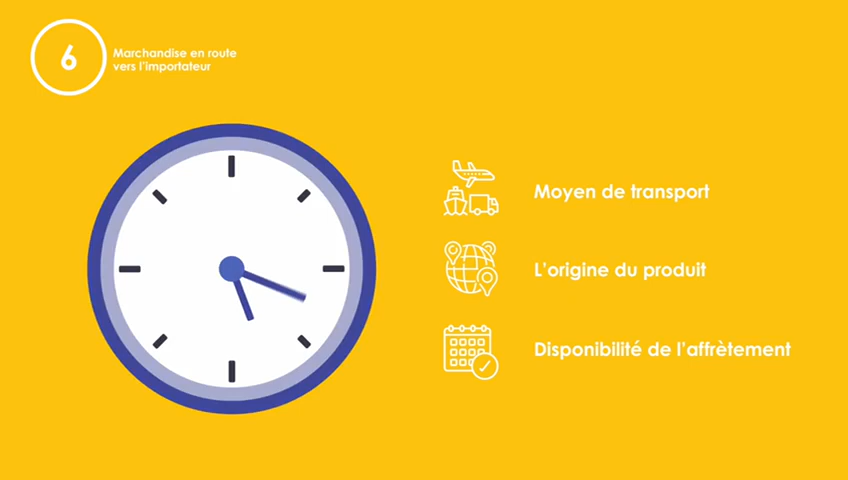 6
Marchandise en route
vers l'importateur
Moyen de transport
L'origine du produit
Disponibilité de l'affrètement